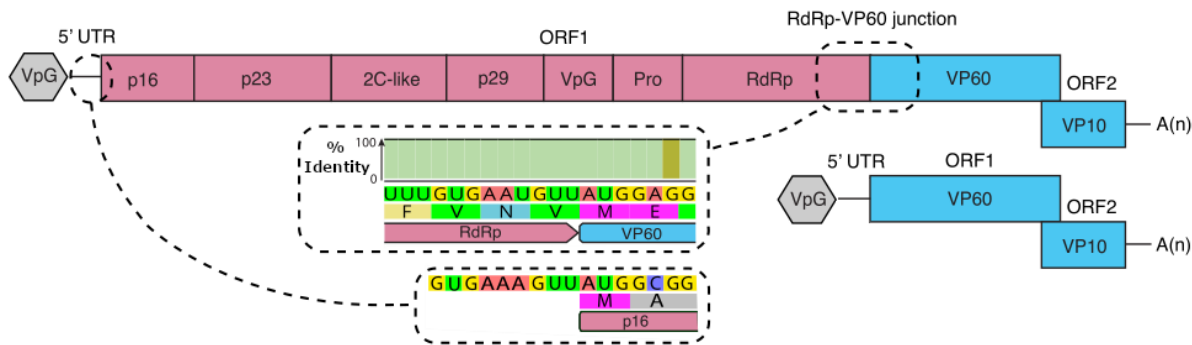 RdRp-VP60 junction
5' UTR
ORF1
VpG
p16
p23
2C-like
p29
VpG
Pro
RdRp
VP60
ORF2
VP10
A(n)
%
Identity
100
0
UUUGUGAAUGUUAUGGAGG
F V N V M E
RdRp
VP60
5' UTR
ORF1
VpG
VP60
ORF2
VP10
A(n)
GUGAAAGUUAUGGCGG
M A
p16